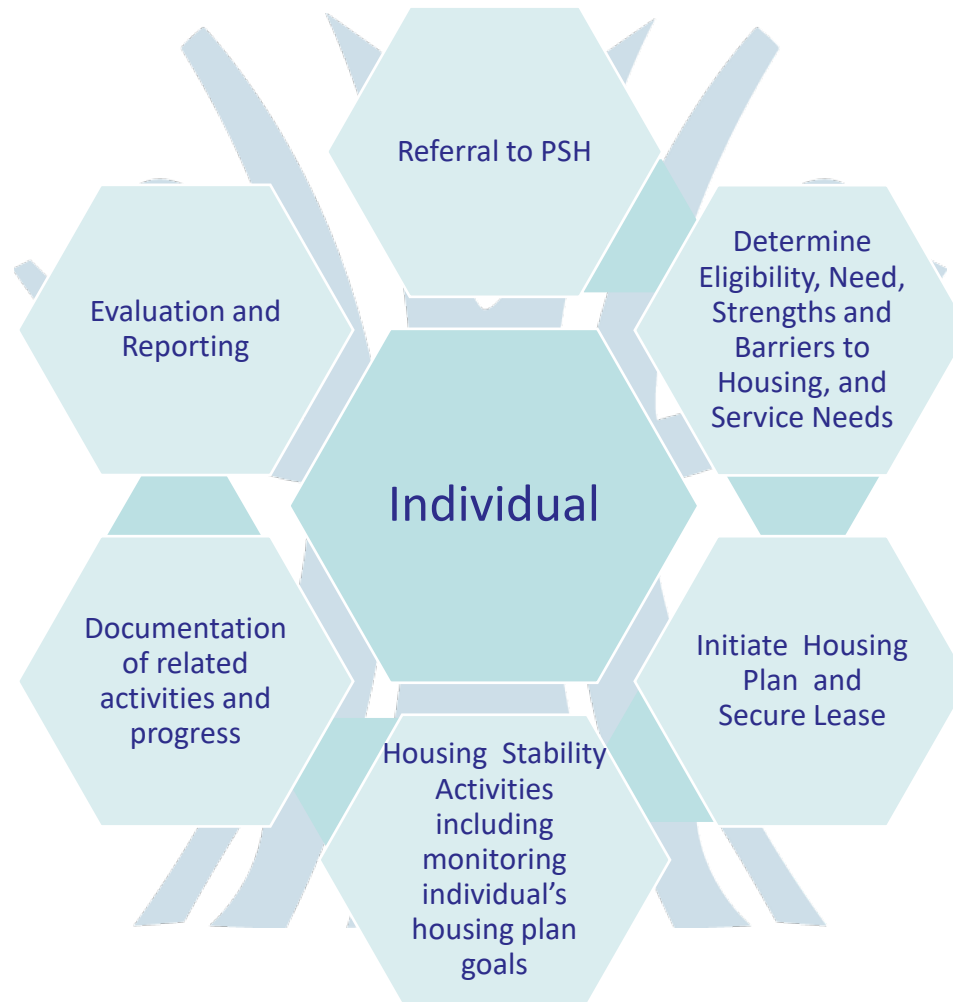 Referral to PSH
Determine
Eligibility, Need,
Strengths and
Barriers to
Housing, and
Service Needs
Evaluation and
Reporting
Individual
Documentation
of related
activities and
progress
Initiate Housing
Plan and
Secure Lease
Housing Stability
Activities
including
monitoring
individual’s
housing plan
goals